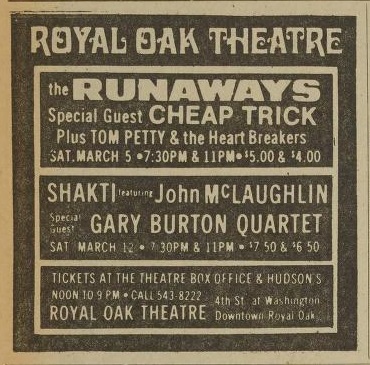 ROYAL OAK THEATRE
the RUNAWAYS
Special Guest CHEAP TRICK
Plus TOM PETTY & the Heart Breakers
SAT. MARCH 5 • 7:30PM & 11PM • $5.00 & $4.00
SHAKTI featuring John McLAUGHLIN
Special Guest GARY BURTON QUARTET
SAT MARCH 12 • 7:30PM & 11PM • $7 50 & $6 50
TICKETS AT THE THEATRE BOX OFFICE & HUDSON'S
NOON TO 9 PM • CALL 543-8222
4th St. at Washington
ROYAL OAK THEATRE Downtown Royal Oak